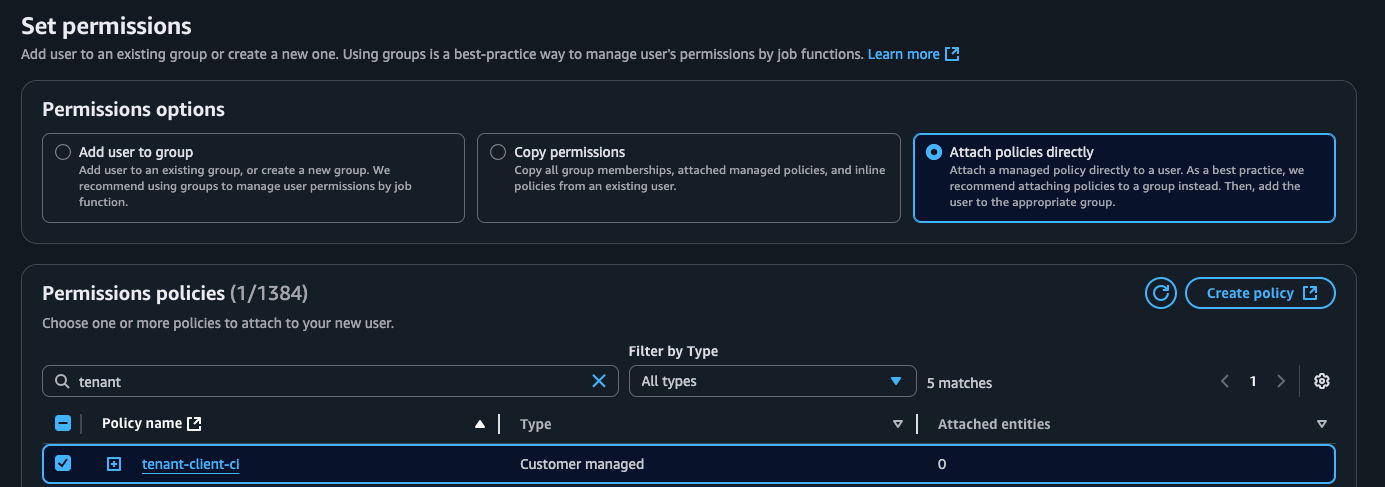 Set permissions
Add user to an existing group or create a new one. Using groups is a best-practice way to manage user's permissions by job functions. Learn more
Permissions options
Add user to group
Add user to an existing group, or create a new group. We
recommend using groups to manage user permissions by job
function.
Copy permissions
Copy all group memberships, attached managed policies, and inline
policies from an existing user.
Attach policies directly
Attach a managed policy directly to a user. As a best practice, we
recommend attaching policies to a group instead. Then, add the
user to the appropriate group.
Permissions policies (1/1384)
Create policy
Choose one or more policies to attach to your new user.
Filter by Type
tenant
All types
5 matches
1
Policy name
Type
Attached entities
tenant-client-ci
Customer managed
0